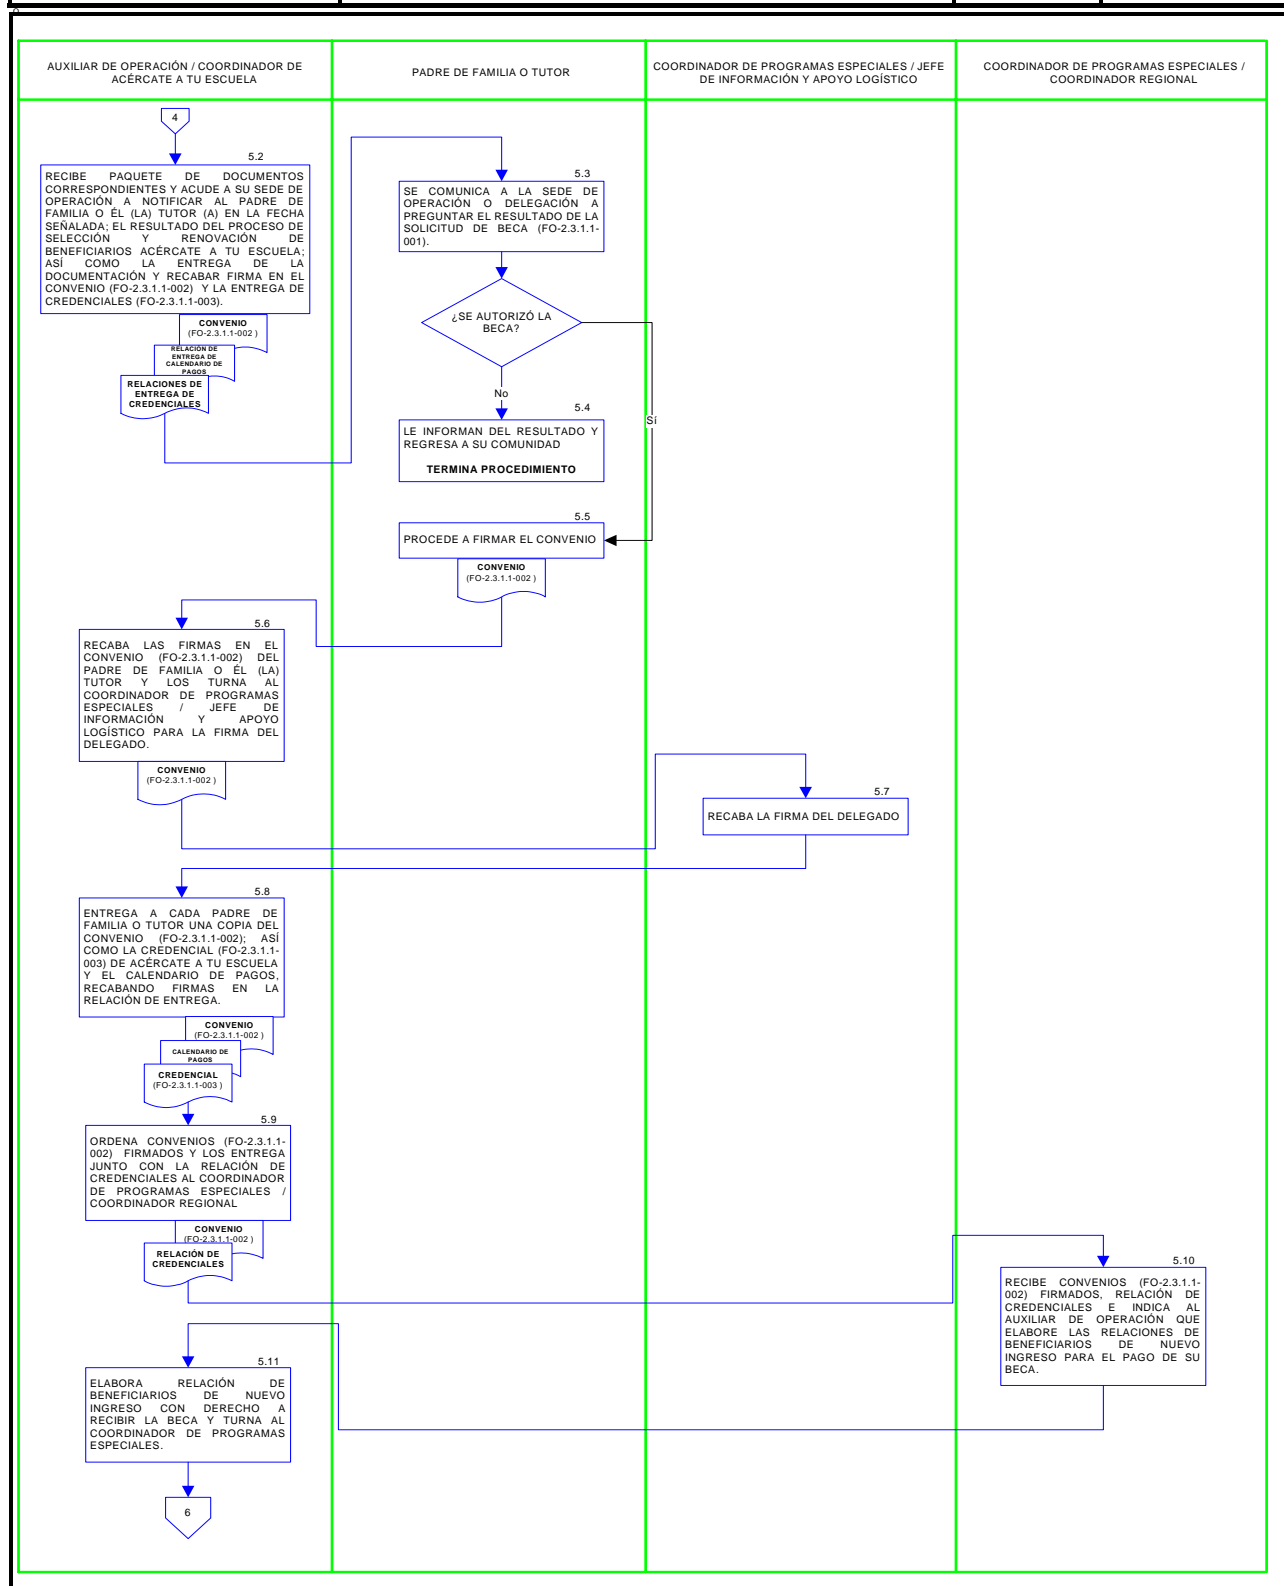 AUXILIAR DE OPERACIÓN / COORDINADOR DE
ACÉRCATE A TU ESCUELA
PADRE DE FAMILIA O TUTOR
COORDINADOR DE PROGRAMAS ESPECIALES / JEFE
DE INFORMACIÓN Y APOYO LOGÍSTICO
COORDINADOR DE PROGRAMAS ESPECIALES /
COORDINADOR REGIONAL
4
5.2
RECIBE PAQUETE DE DOCUMENTOS
CORRESPONDIENTES Y ACUDE A SU SEDE DE
OPERACIÓN A NOTIFICAR AL PADRE DE
FAMILIA O ÉL (LA) TUTOR (A) EN LA FECHA
SEÑALADA; EL RESULTADO DEL PROCESO DE
SELECCIÓN Y RENOVACIÓN DE
BENEFICIARIOS ACÉRCATE A TU ESCUELA;
ASÍ COMO LA ENTREGA DE LA
DOCUMENTACIÓN Y RECABAR FIRMA EN EL
CONVENIO (FO-2.3.1.1-002) Y LA ENTREGA DE
CREDENCIALES (FO-2.3.1.1-003).
CONVENIO
(FO-2.3.1.1-002 )
RELACIÓN DE
ENTREGA DE
CALENDARIO DE
PAGOS
RELACIONES DE
ENTREGA DE
CREDENCIALES
5.3
SE COMUNICA A LA SEDE DE
OPERACIÓN O DELEGACIÓN A
PREGUNTAR EL RESULTADO DE LA
SOLICITUD DE BECA (FO-2.3.1.1-
001).
¿SE AUTORIZÓ LA
BECA?
No
Sí
5.4
LE INFORMAN DEL RESULTADO Y
REGRESA A SU COMUNIDAD
TERMINA PROCEDIMIENTO
5.5
PROCEDE A FIRMAR EL CONVENIO
CONVENIO
(FO-2.3.1.1-002 )
5.6
RECABA LAS FIRMAS EN EL
CONVENIO (FO-2.3.1.1-002) DEL
PADRE DE FAMILIA O ÉL (LA)
TUTOR Y LOS TURNA AL
COORDINADOR DE PROGRAMAS
ESPECIALES / JEFE DE
INFORMACIÓN Y APOYO
LOGÍSTICO PARA LA FIRMA DEL
DELEGADO.
CONVENIO
(FO-2.3.1.1-002 )
5.7
RECABA LA FIRMA DEL DELEGADO
5.8
ENTREGA A CADA PADRE DE
FAMILIA O TUTOR UNA COPIA DEL
CONVENIO (FO-2.3.1.1-002); ASÍ
COMO LA CREDENCIAL (FO-2.3.1.1-
003) DE ACÉRCATE A TU ESCUELA
Y EL CALENDARIO DE PAGOS,
RECABANDO FIRMAS EN LA
RELACIÓN DE ENTREGA.
CONVENIO
(FO-2.3.1.1-002 )
CALENDARIO DE
PAGOS
CREDENCIAL
(FO-2.3.1.1-003 )
5.9
ORDENA CONVENIOS (FO-2.3.1.1-
002) FIRMADOS Y LOS ENTREGA
JUNTO CON LA RELACIÓN DE
CREDENCIALES AL COORDINADOR
DE PROGRAMAS ESPECIALES /
COORDINADOR REGIONAL
CONVENIO
(FO-2.3.1.1-002 )
RELACIÓN DE
CREDENCIALES
5.10
RECIBE CONVENIOS (FO-2.3.1.1-
002) FIRMADOS, RELACIÓN DE
CREDENCIALES E INDICA AL
AUXILIAR DE OPERACIÓN QUE
ELABORE LAS RELACIONES DE
BENEFICIARIOS DE NUEVO
INGRESO PARA EL PAGO DE SU
BECA.
5.11
ELABORA RELACIÓN DE
BENEFICIARIOS DE NUEVO
INGRESO CON DERECHO A
RECIBIR LA BECA Y TURNA AL
COORDINADOR DE PROGRAMAS
ESPECIALES.
6